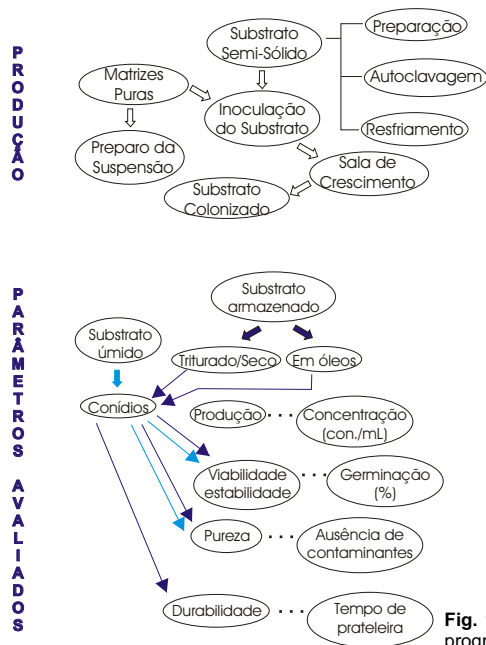 PRODUÇÃO
Substrato
Semi-Sólido
Preparação
Autoclavagem
Resfriamento
Matrizes
Puras
Inoculação
do Substrato
Preparo da
Suspensão
Sala de
Crescimento
Substrato
Colonizado
PARÂMETROS AVALIADOS
Substrato
armazenado
Substrato
úmido
Triturado/Seco
Em óleos
Conídios
Produção
Concentração
(con./mL)
Viabilidade
estabilidade
Germinação
(%)
Pureza
Ausência de
contaminantes
Durabilidade
Tempo de
prateleira
Fig.